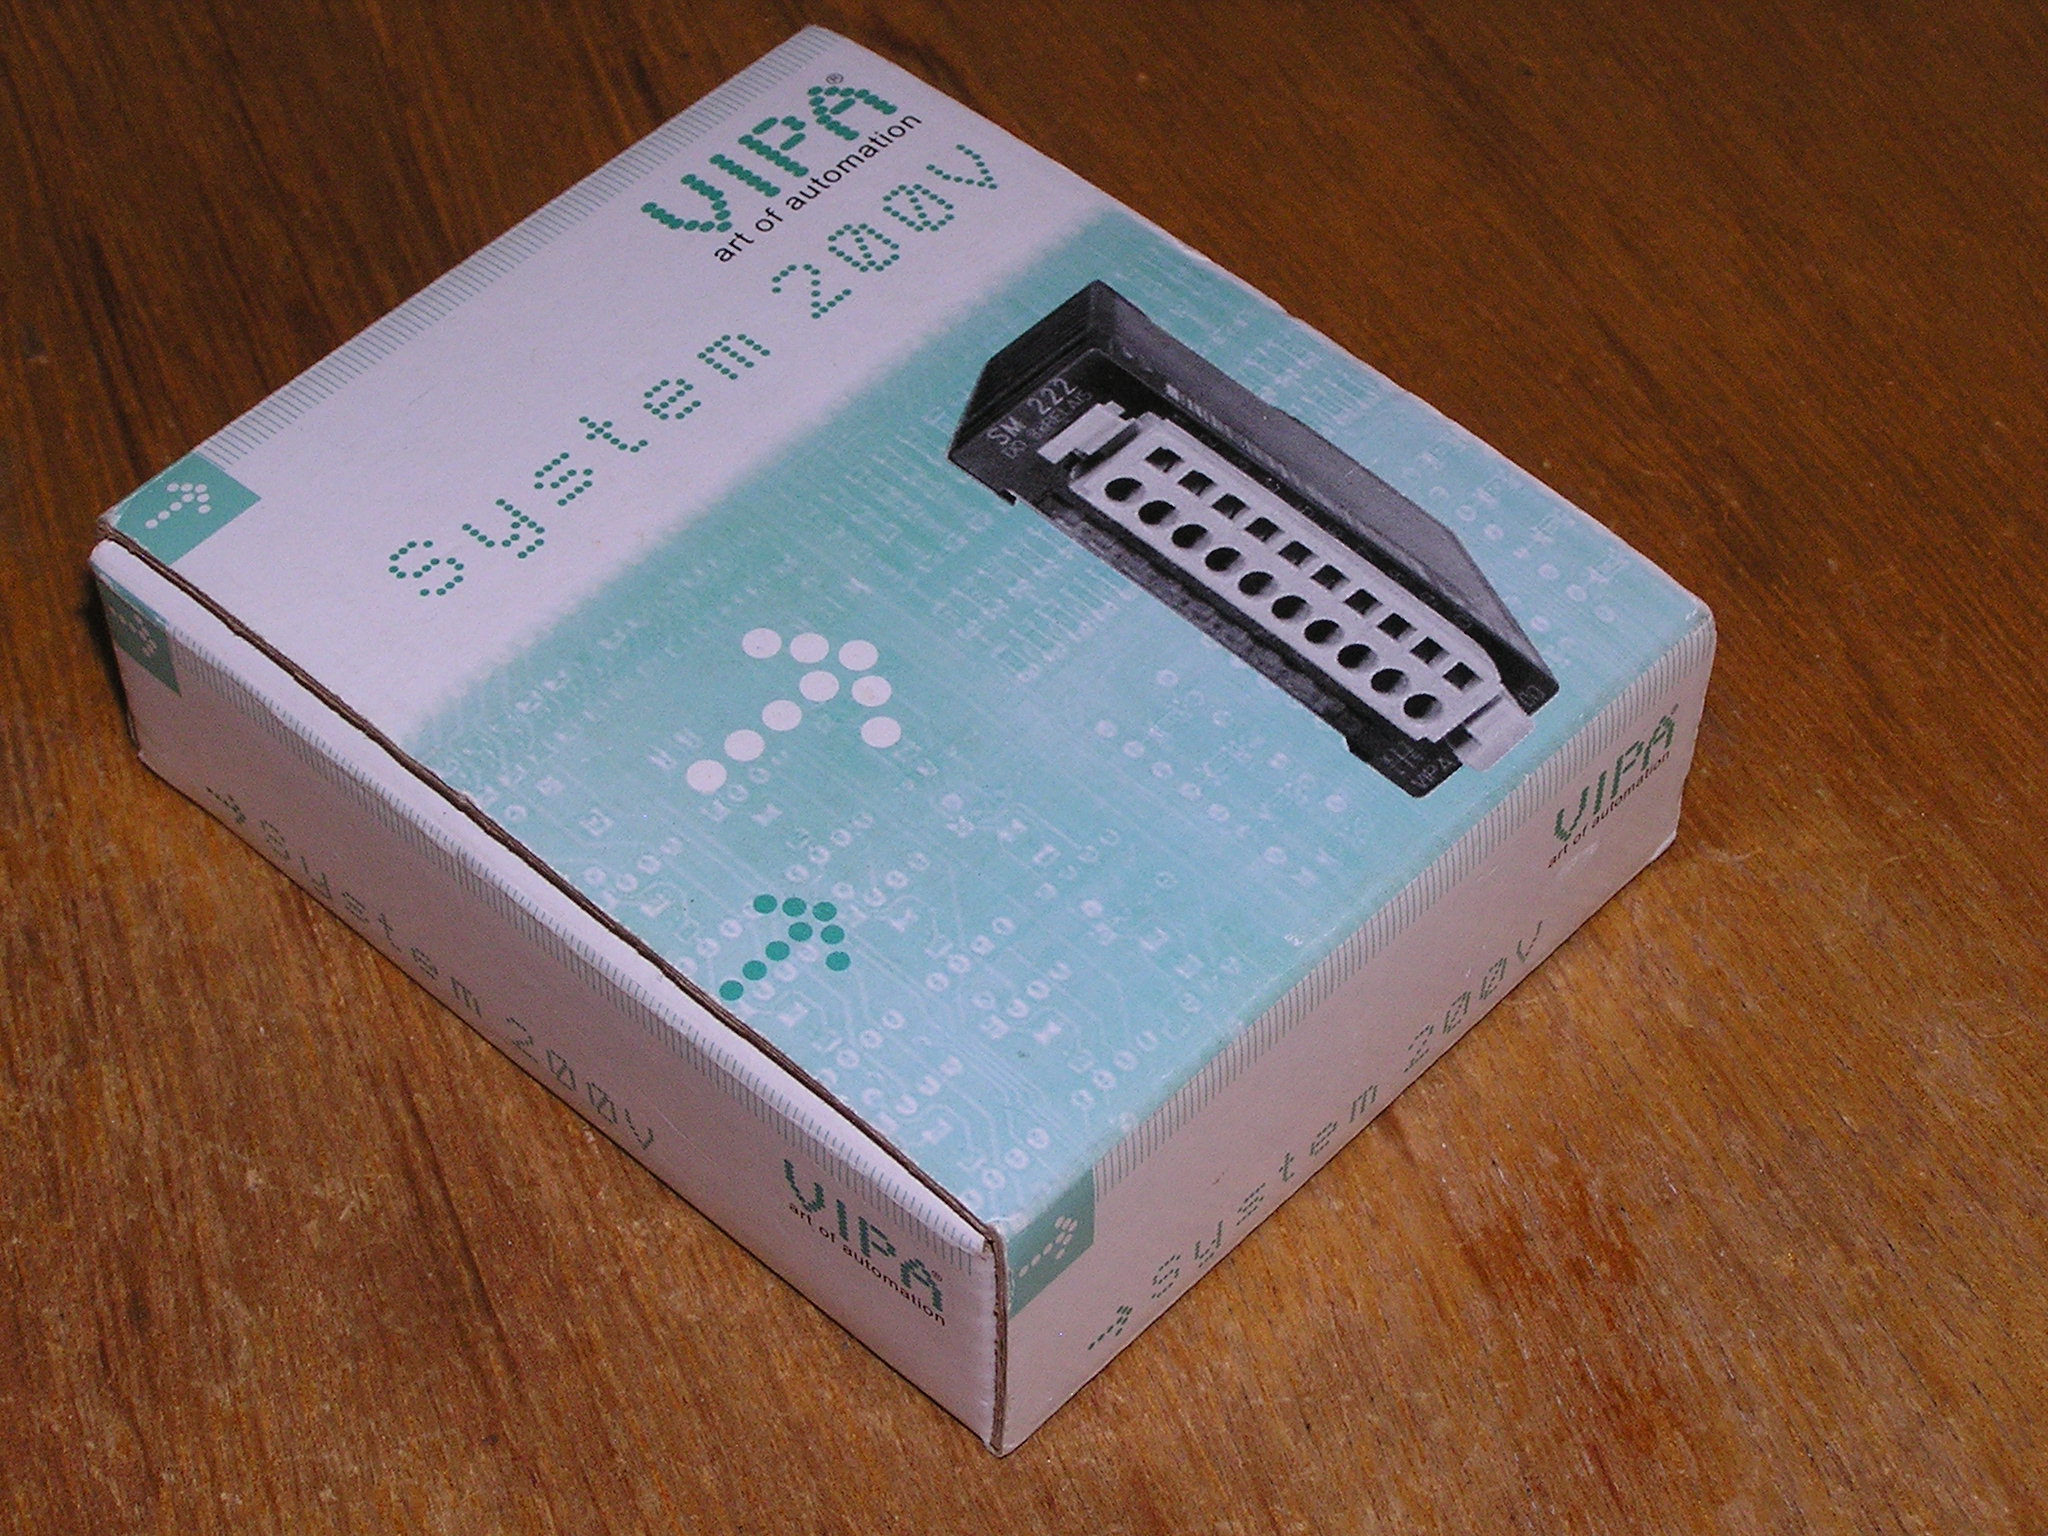 VIPA®
art of automation
System 200V
SM 222
VIPA
System 200V
VIPA®
art of automation
System 200V
VIPA®
art of automation